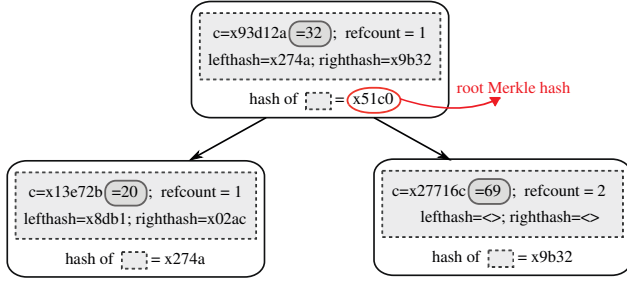 c=x93d12a =32 ; refcount = 1
lefthash=x274a; righthash=x9b32
hash of = x51c0
root Merkle hash
c=x13e72b =20 ; refcount = 1
lefthash=x8db1; righthash=x02ac
hash of = x274a
c=x27716c =69 ; refcount = 2
lefthash=<>; righthash=<>
hash of = x9b32